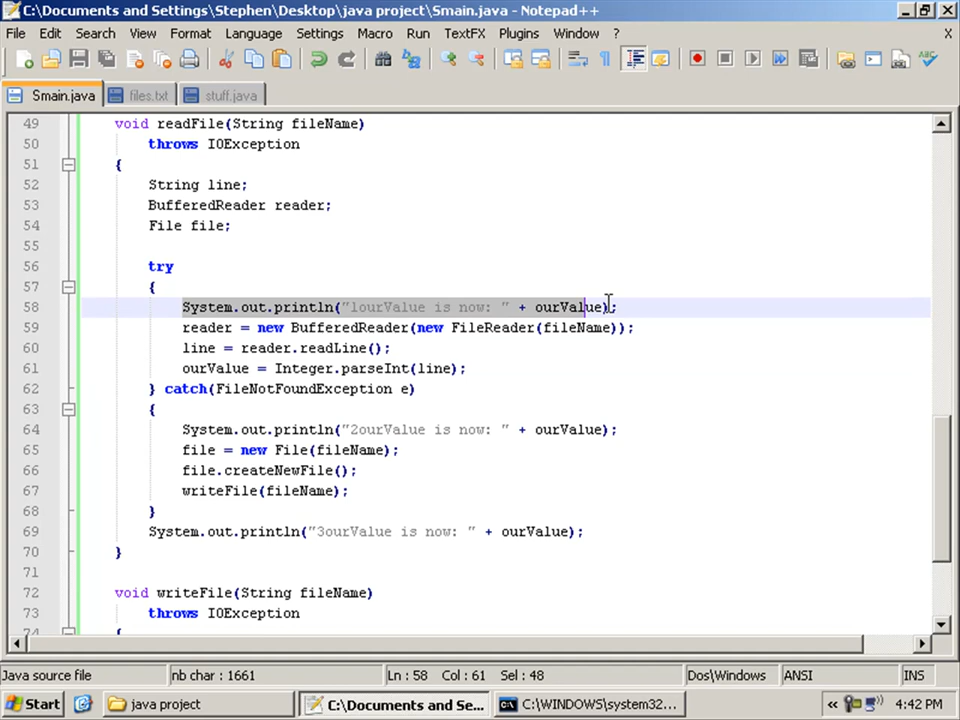 C:\Documents and Settings\Stephen\Desktop\java project\Smain.java - Notepad++
File Edit Search View Format Language Settings Macro Run TextFX Plugins Window ? X
Smain.java files.txt stuff.java
49 void readFile(String fileName)
50 throws IOException
51 {
52 String line;
53 BufferedReader reader;
54 File file;
55
56 try
57 {
58 System.out.println("1ourValue is now: " + ourValue);
59 reader = new BufferedReader(new FileReader(fileName));
60 line = reader.readLine();
61 ourValue = Integer.parseInt(line);
62 } catch(FileNotFoundException e)
63 {
64 System.out.println("2ourValue is now: " + ourValue);
65 file = new File(fileName);
66 file.createNewFile();
67 writeFile(fileName);
68 }
69 System.out.println("3ourValue is now: " + ourValue);
70 }
71
72 void writeFile(String fileName)
73 throws IOException
74 {
Java source file nb char : 1661 Ln : 58 Col : 61 Sel : 48 Dos\Windows ANSI INS
Start java project C:\Documents and Se... C:\WINDOWS\system32... « 4:42 PM